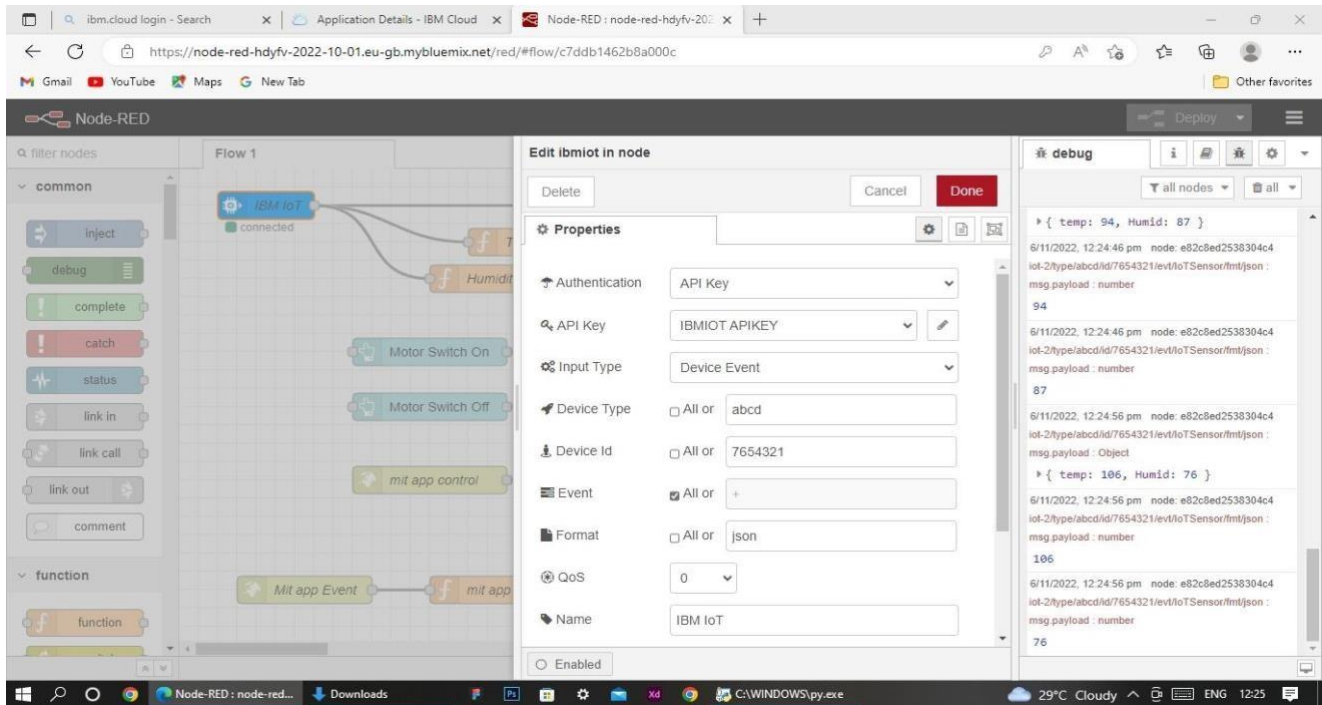 ibm.cloud login - Search
Application Details - IBM Cloud
Node-RED : node-red-hdyfv-202
https://node-red-hdyfv-2022-10-01.eu-gb.mybluemix.net/red/#flow/c7ddb1462b8a000c
Gmail YouTube Maps New Tab Other favorites
Node-RED Deploy
filter nodes
common
inject
debug
complete
catch
status
link in
link call
link out
comment
function
function
Flow 1
IBM IoT
connected
Humidit
Motor Switch On
Motor Switch Off
mit app control
Mit app Event
mit app
Edit ibmiot in node
Delete Cancel Done
Properties
Authentication API Key
API Key IBMIOT APIKEY
Input Type Device Event
Device Type All or abcd
Device Id All or 7654321
Event All or +
Format All or json
QoS 0
Name IBM IoT
Enabled
debug
all nodes all
{ temp: 94, Humid: 87 }
6/11/2022, 12:24:46 pm node: e82c8ed2538304c4
iot-2/type/abcd/id/7654321/evt/IoTSensor/fmt/json :
msg.payload : number
94
6/11/2022, 12:24:46 pm node: e82c8ed2538304c4
iot-2/type/abcd/id/7654321/evt/IoTSensor/fmt/json :
msg.payload : number
87
6/11/2022, 12:24:56 pm node: e82c8ed2538304c4
iot-2/type/abcd/id/7654321/evt/IoTSensor/fmt/json :
msg.payload : Object
{ temp: 106, Humid: 76 }
6/11/2022, 12:24:56 pm node: e82c8ed2538304c4
iot-2/type/abcd/id/7654321/evt/IoTSensor/fmt/json :
msg.payload : number
106
6/11/2022, 12:24:56 pm node: e82c8ed2538304c4
iot-2/type/abcd/id/7654321/evt/IoTSensor/fmt/json :
msg.payload : number
76
Node-RED : node-red... Downloads Ps Xd C:\WINDOWS\py.exe 29°C Cloudy ENG 12:25